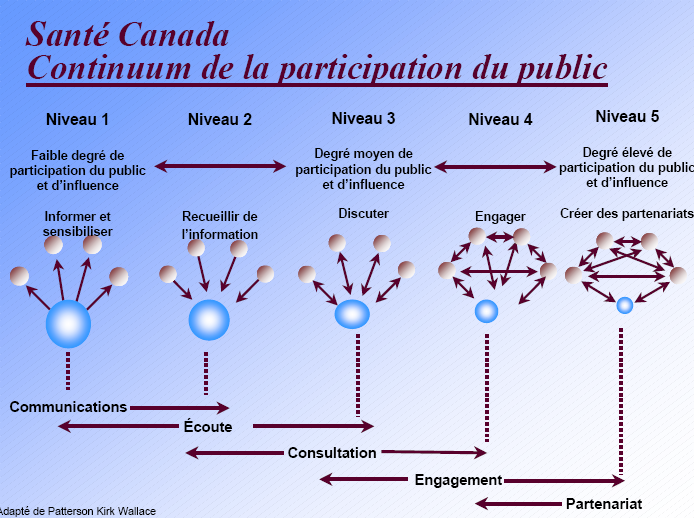 Santé Canada
Continuum de la participation du public
Niveau 1
Niveau 2
Niveau 3
Niveau 4
Niveau 5
Faible degré de
participation du public
et d'influence
Degré moyen de
participation du public
et d'influence
Degré élevé de
participation du public
et d'influence
Informer et
sensibiliser
Recueillir de
l'information
Discuter
Engager
Créer des partenariats
Communications
Écoute
Consultation
Engagement
Partenariat
Adapté de Patterson Kirk Wallace